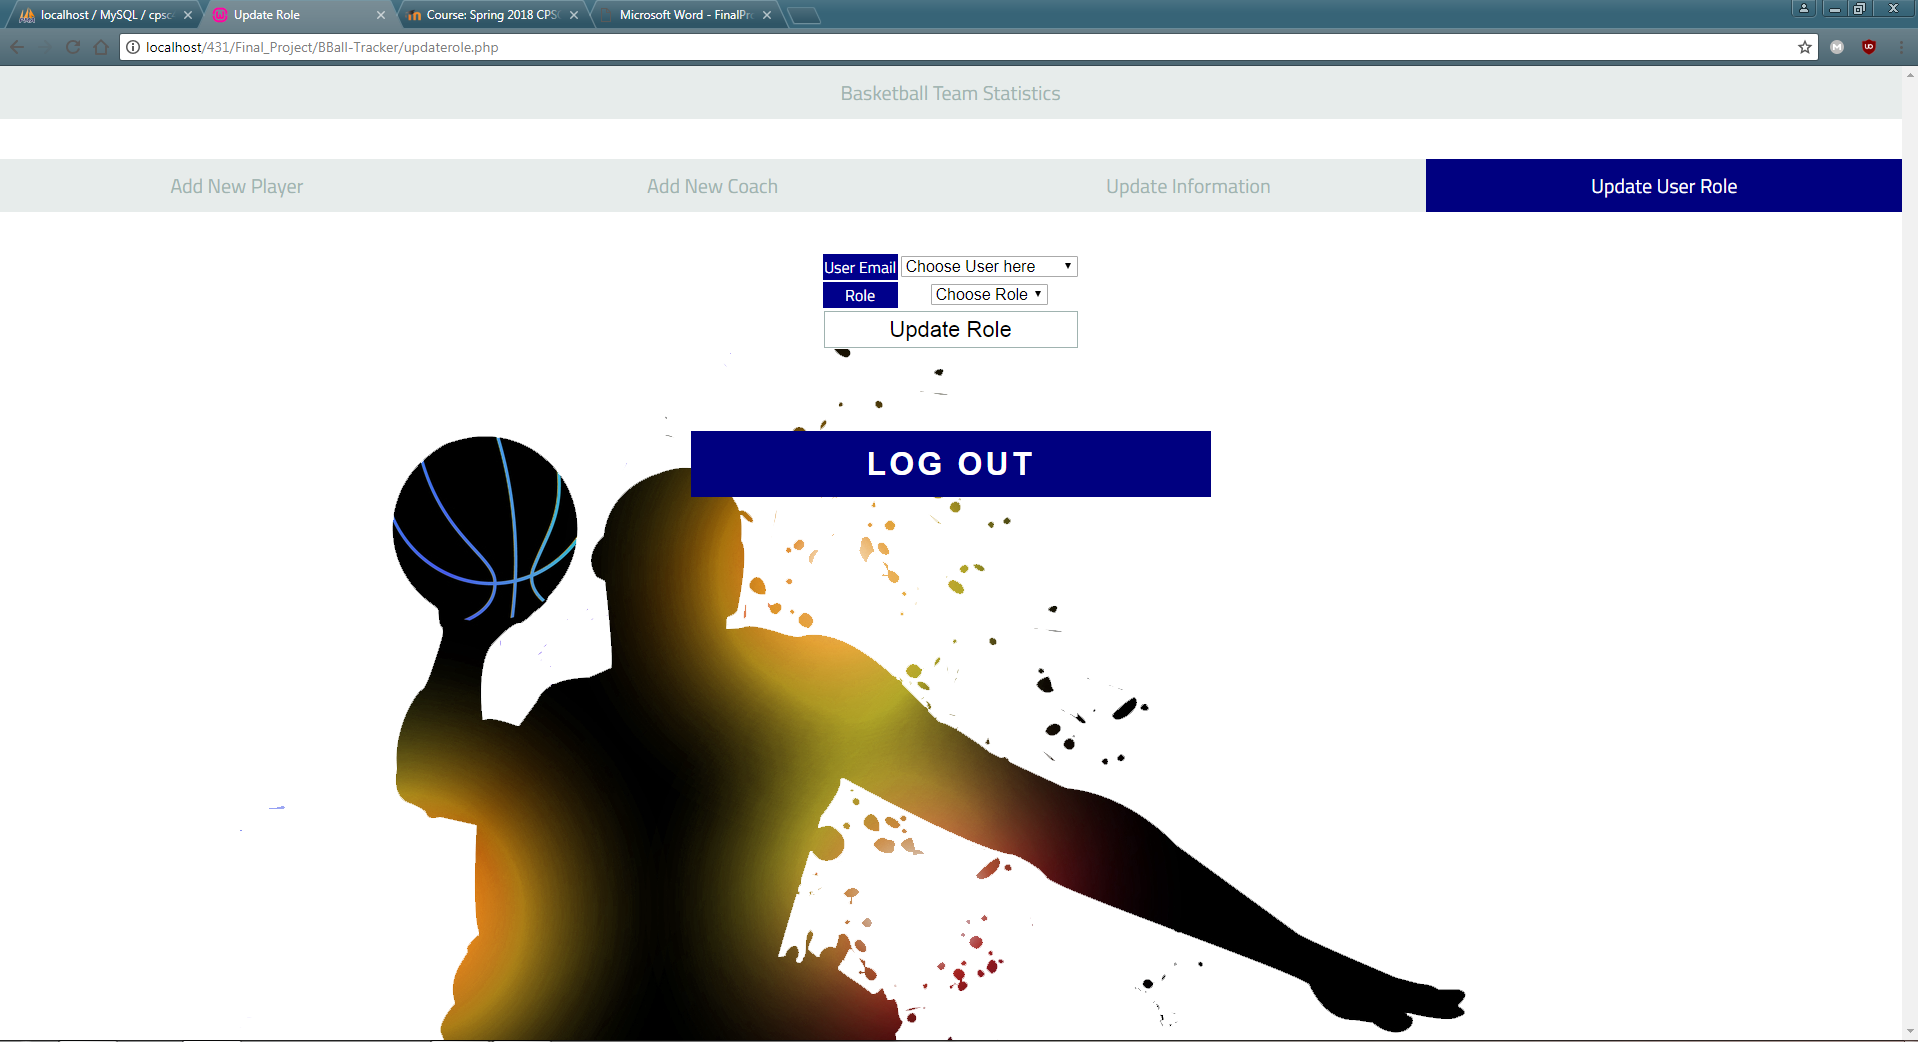 localhost / MySQL / cpsc
Update Role
Course: Spring 2018 CPS
Microsoft Word - FinalPro
localhost/431/Final_Project/BBall-Tracker/updaterole.php
Basketball Team Statistics
Add New Player
Add New Coach
Update Information
Update User Role
User Email
Choose User here
Role
Choose Role
Update Role
LOG OUT